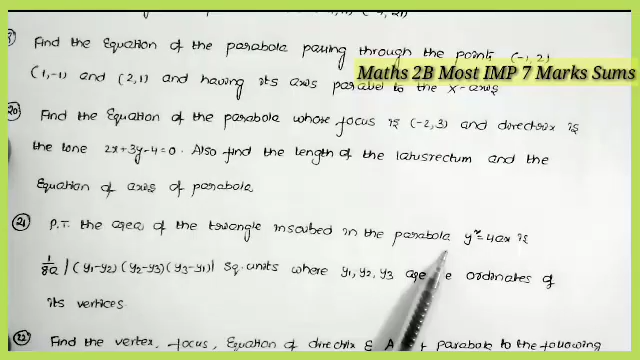 19 Find the Equation of the parabola passing through the points (-1,2)
Maths 2B Most IMP 7 Marks Sums
(1,-1) and (2,1) and having its axis parallel to the X-axis
20 Find the Equation of the parabola whose focus is (-2,3) and directrix is
the line 2x+3y-4=0. Also find the length of the latusrectum and the
Equation of axis of parabola
21 P.T. the area of the triangle inscribed in the parabola y²=4ax is
1/8a |(y1-y2)(y2-y3)(y3-y1)| sq.units where y1,y2,y3 are ordinates of
its vertices
22 Find the vertex, focus, Equation of directrix & parabola to the following